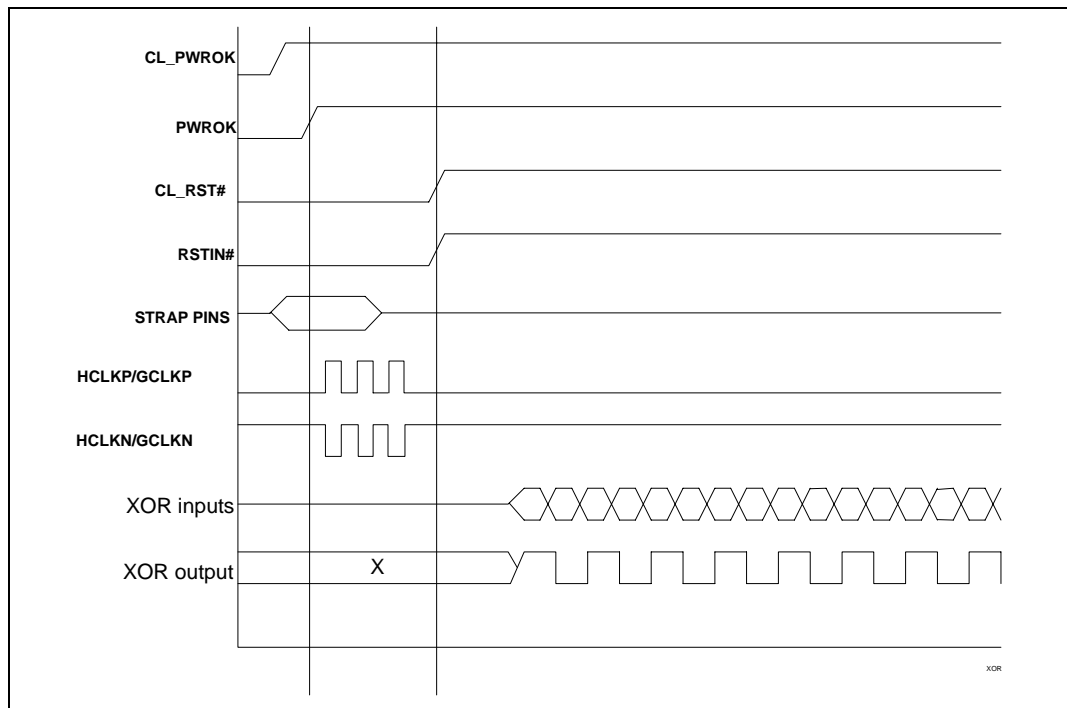 CL_PWROK
PWROK
CL_RST#
RSTIN#
STRAP PINS
HCLKP/GCLKP
HCLKN/GCLKN
XOR inputs
XOR output
X
XOR